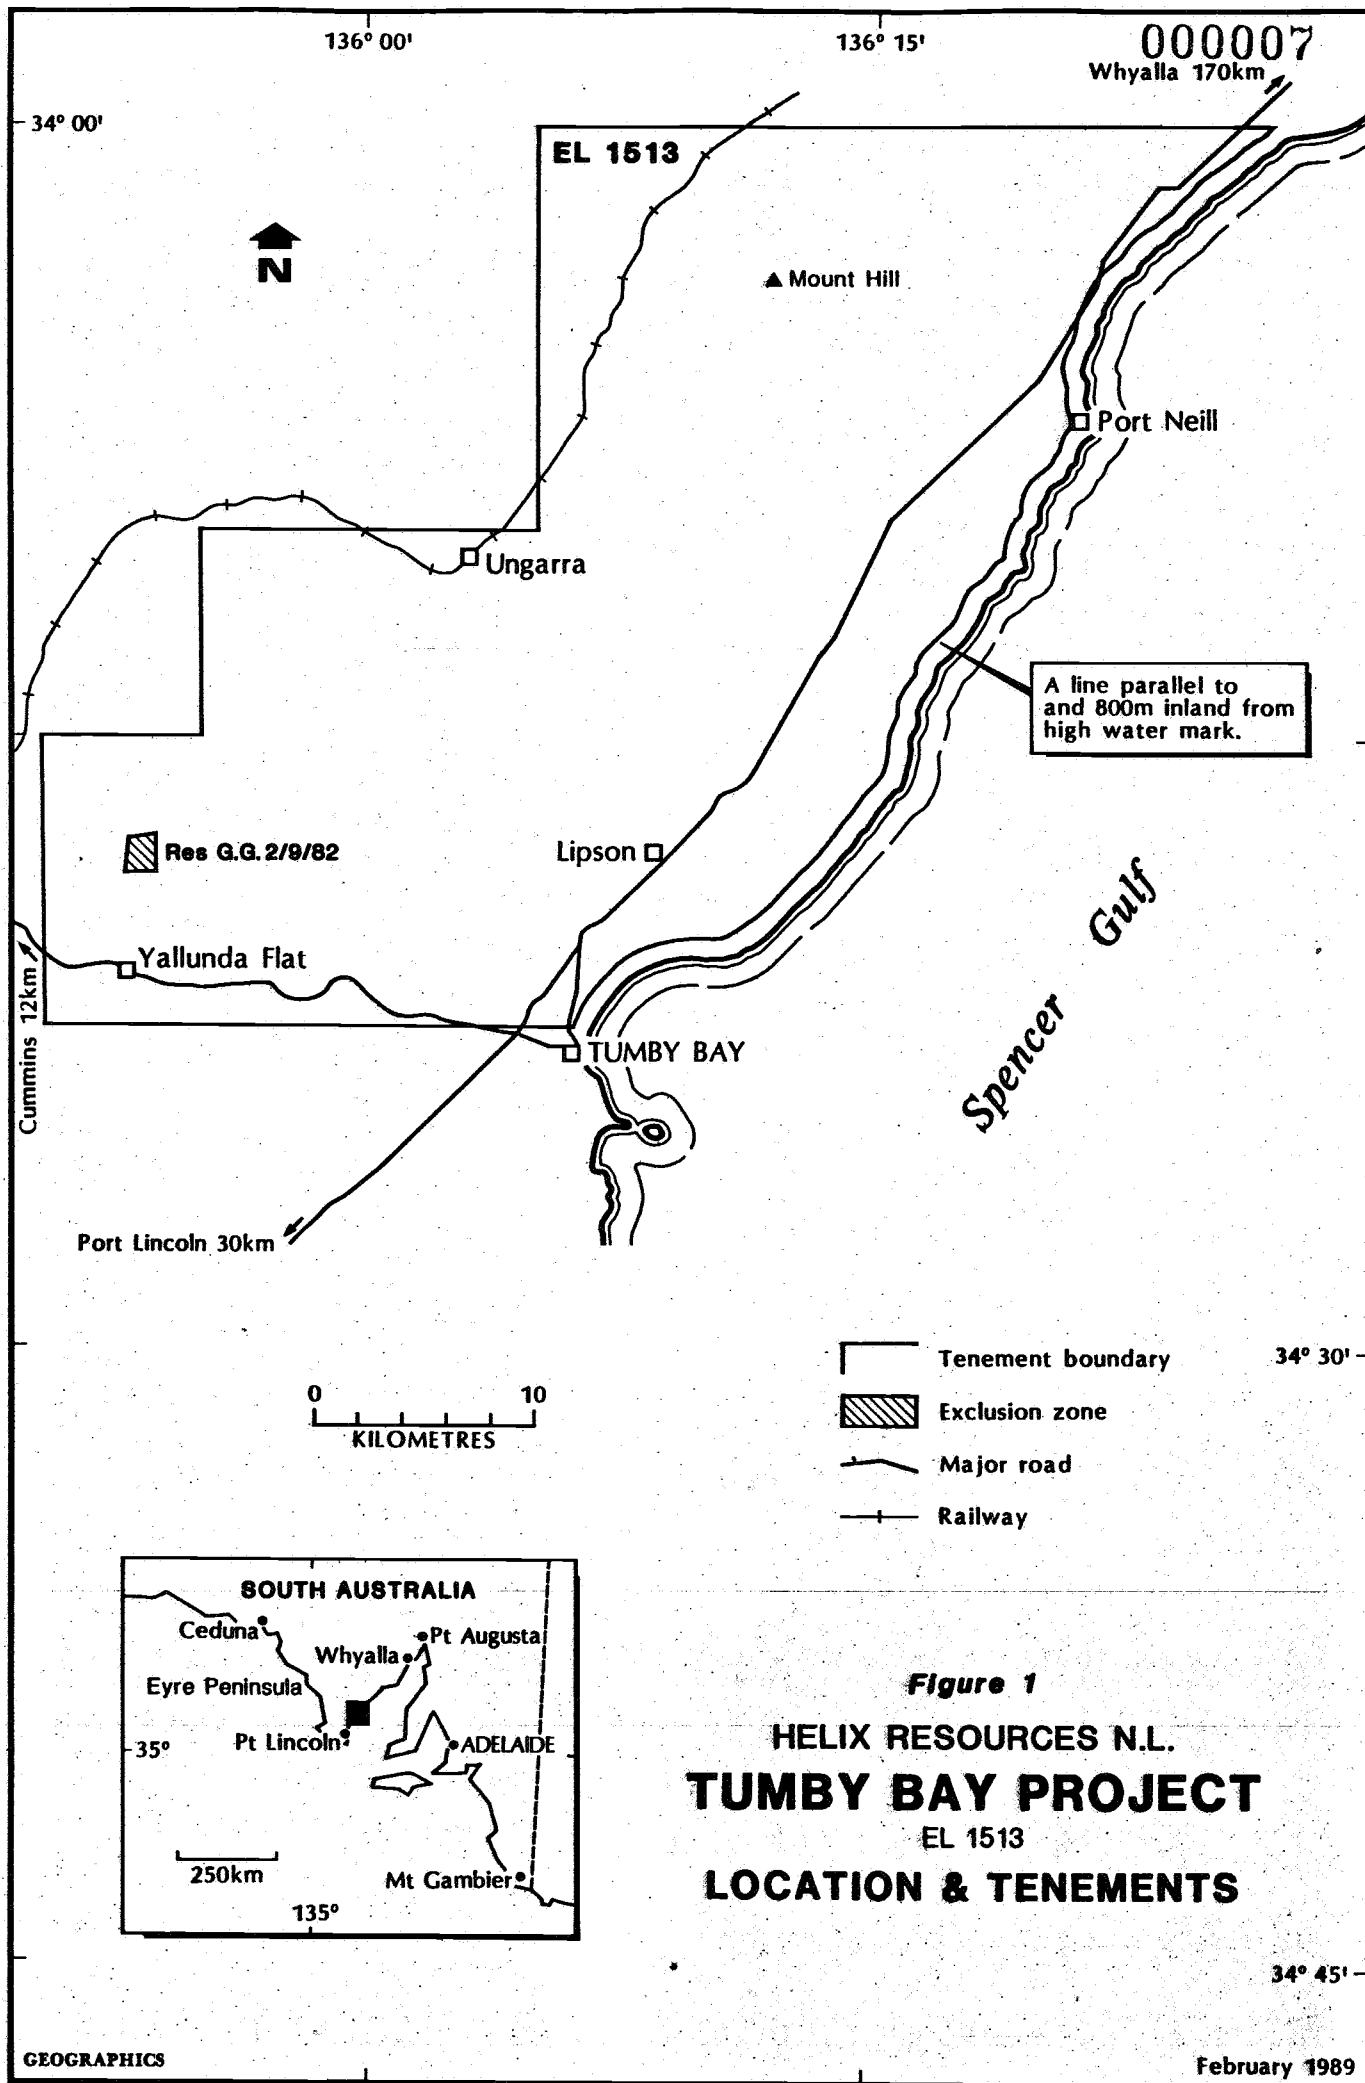 136° 00'
136° 15'
000007
Whyalla 170km
34° 00'
EL 1513
N
Mount Hill
Port Neill
Ungarra
A line parallel to
and 800m inland from
high water mark.
Res G.G. 2/9/82
Lipson
Yallunda Flat
Cummins 12km
TUMBY BAY
Spencer Gulf
Port Lincoln 30km
0 10
KILOMETRES
Tenement boundary
34° 30'
Exclusion zone
Major road
Railway
SOUTH AUSTRALIA
Ceduna
Pt Augusta
Whyalla
Eyre Peninsula
Pt Lincoln
35°
ADELAIDE
250km
Mt Gambier
135°
Figure 1
HELIX RESOURCES N.L.
TUMBY BAY PROJECT
EL 1513
LOCATION & TENEMENTS
34° 45'
GEOGRAPHICS
February 1989